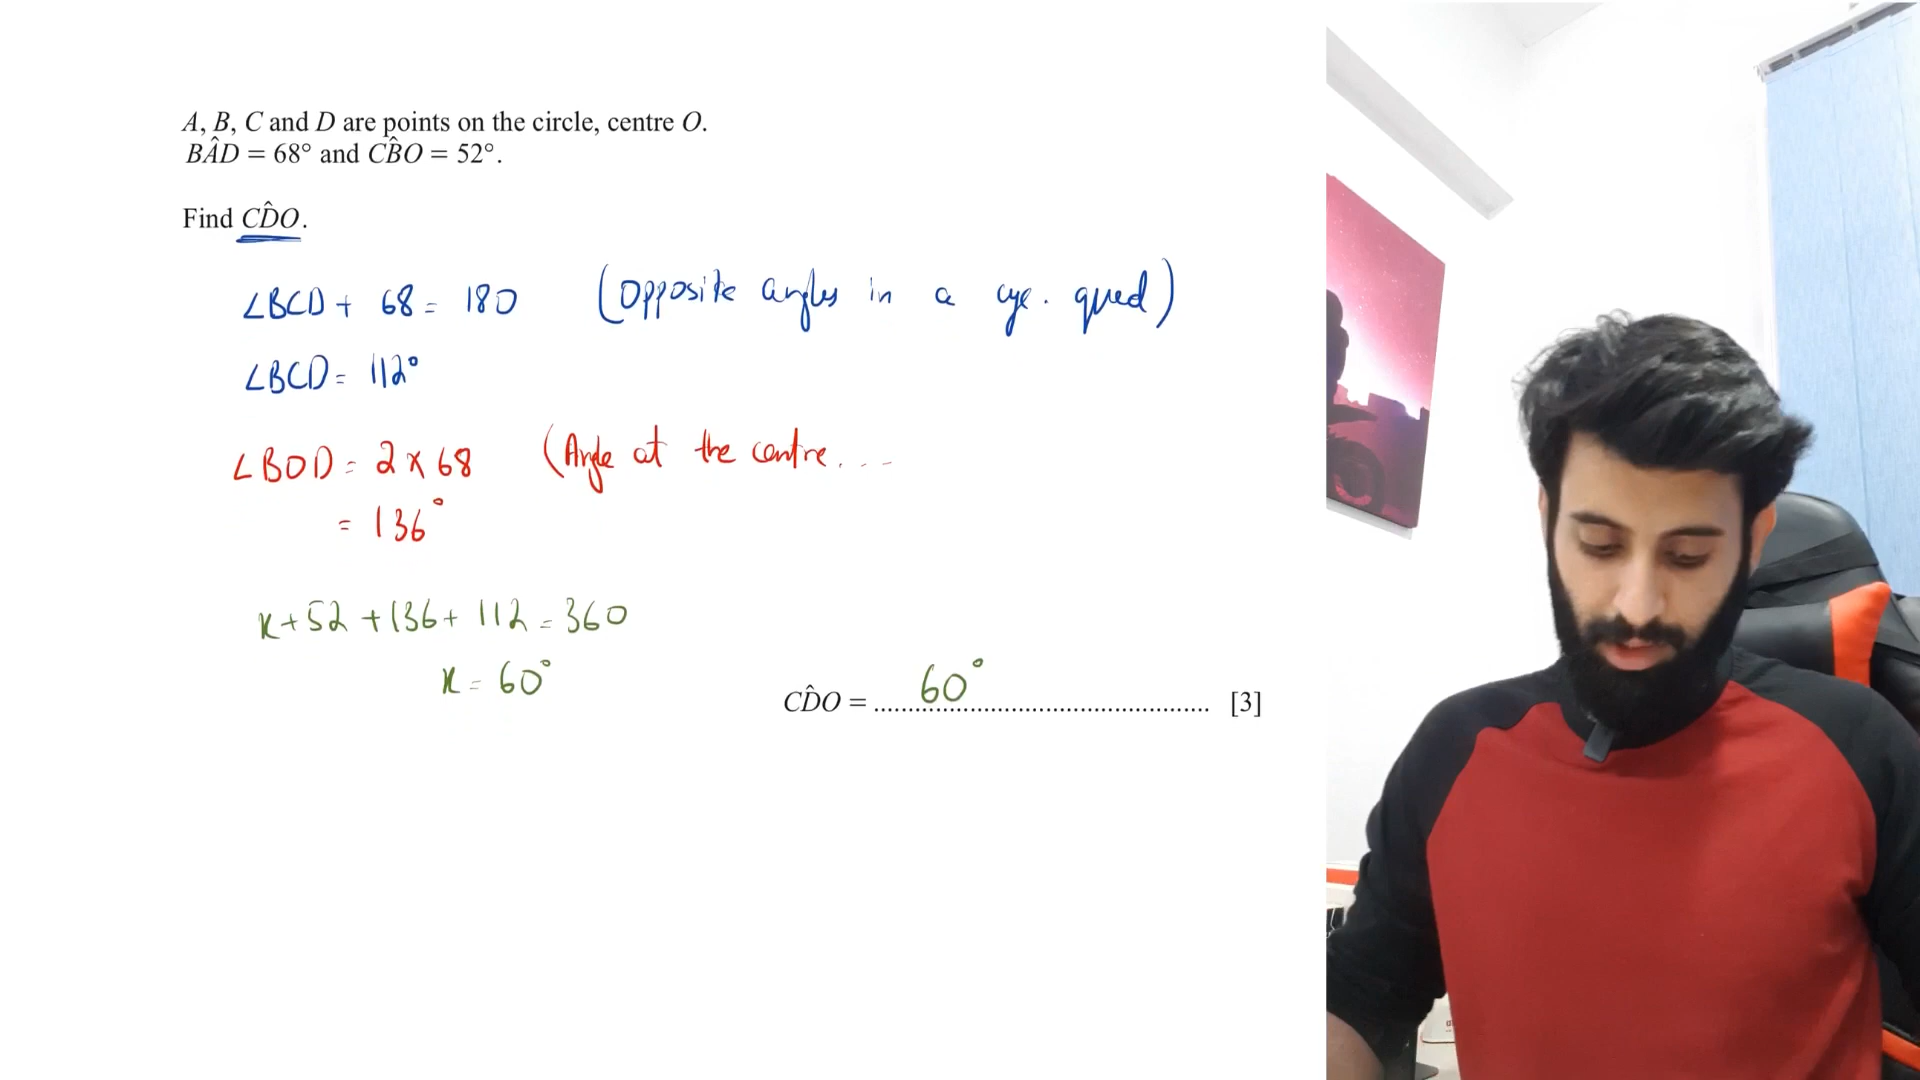 A, B, C and D are points on the circle, centre O.
BÂD = 68° and CB̂O = 52°.
Find CD̂O.
∠BCD + 68 = 180 (opposite angles in a cyc. quad)
∠BCD = 112°
∠BOD = 2 × 68 (Angle at the centre....
= 136°
x + 52 + 136 + 112 = 360
x = 60°
CD̂O = 60° [3]